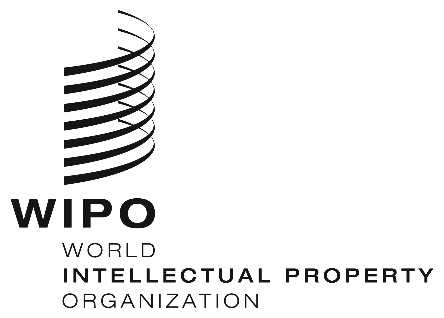 WIPO
WORLD
INTELLECTUAL PROPERTY
ORGANIZATION